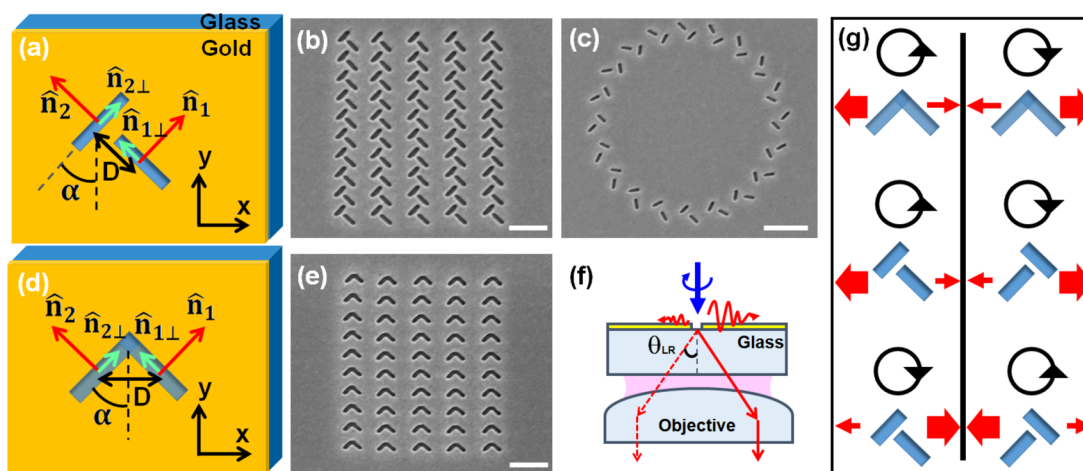 Glass
(a) Gold
n̂₂
n̂₁
n̂₂⊥
n̂₁⊥
D
α
y
x
(b)
(c)
(d)
n̂₂
n̂₁
n̂₂⊥ n̂₁⊥
D
α
y
x
(e)
(f)
θLR
Glass
Objective
(g)